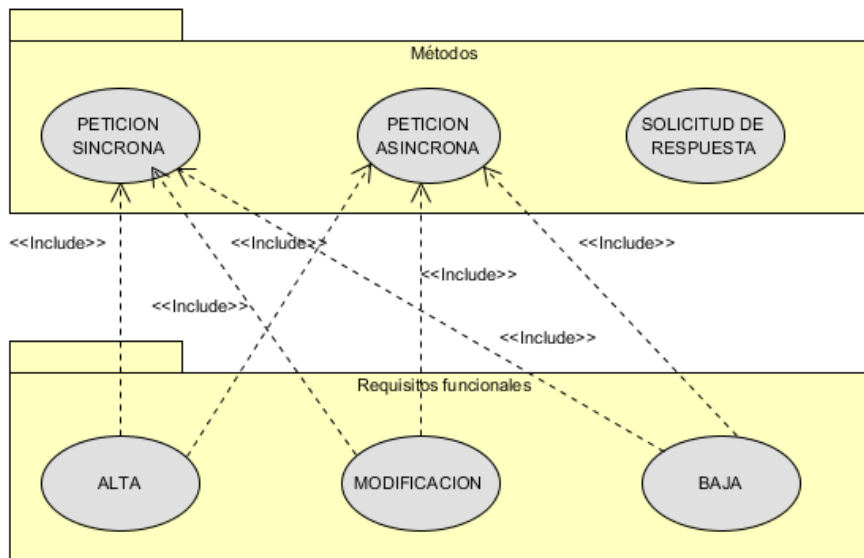 Métodos
PETICION
SINCRONA
PETICION
ASINCRONA
SOLICITUD DE
RESPUESTA
<<Include>>
<<Include>>
<<Include>>
<<Include>>
<<Include>>
<<Include>>
Requisitos funcionales
ALTA
MODIFICACION
BAJA